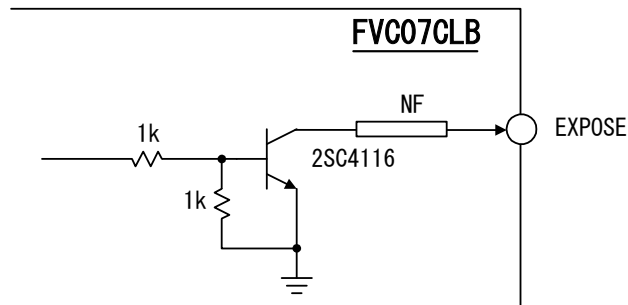 FVC07CLB
NF
EXPOSE
1k
2SC4116
1k